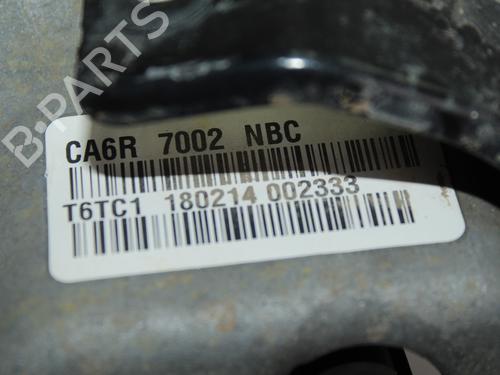 B-PARTS
CA6R 7002 NBC
T6TC1 180214 002333